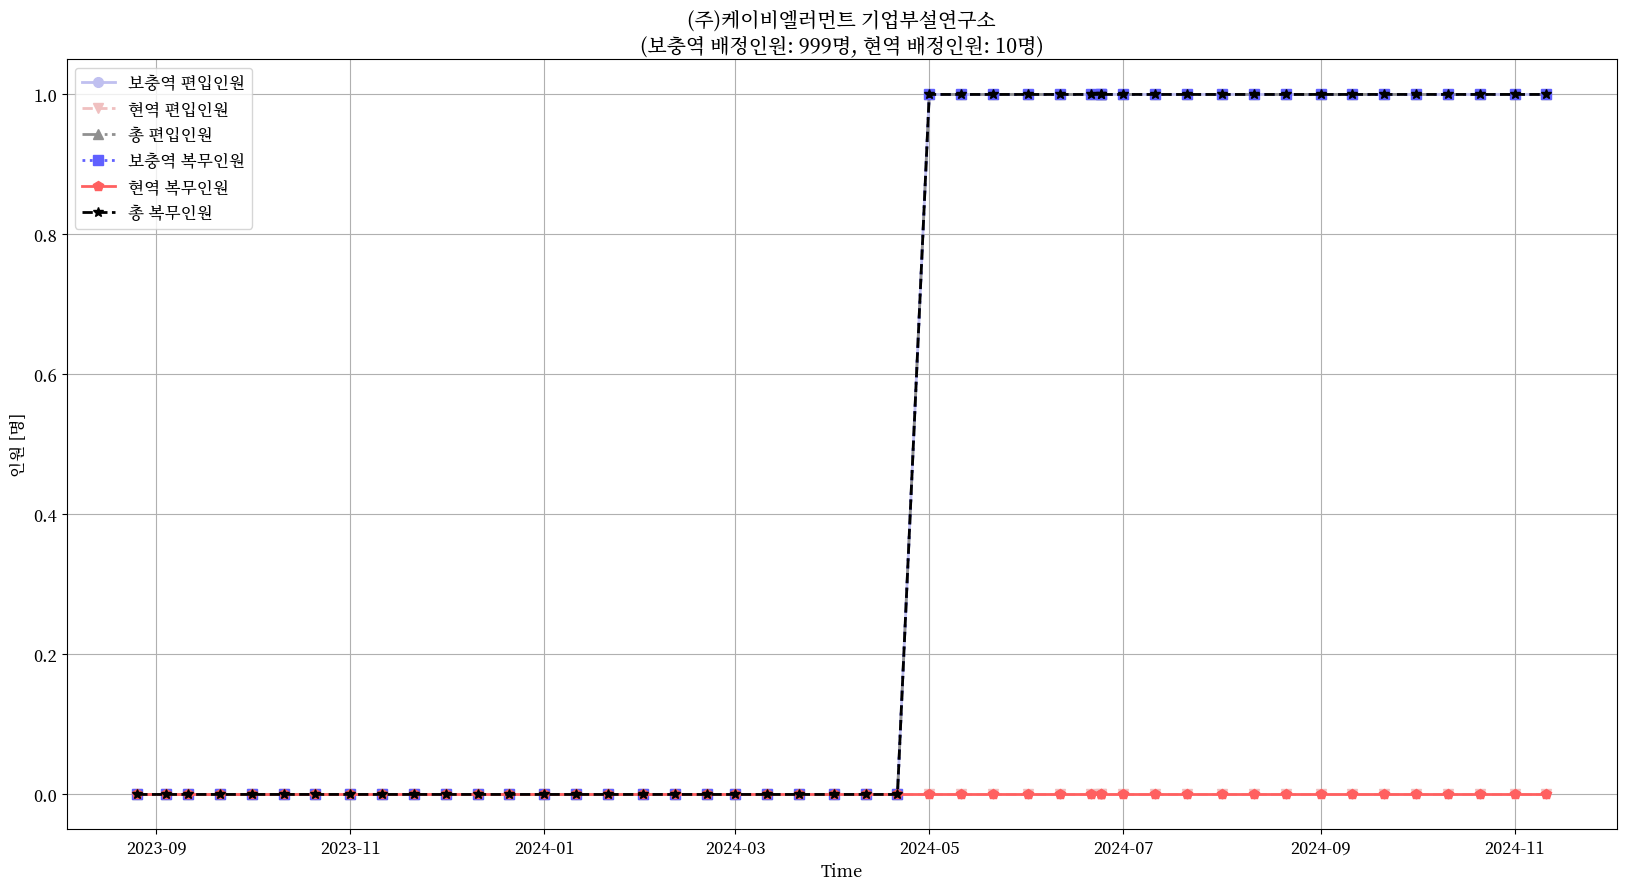 (주)케이비엘러먼트 기업부설연구소
(보충역 배정인원: 999명, 현역 배정인원: 10명)
보충역 편입인원
현역 편입인원
총 편입인원
보충역 복무인원
현역 복무인원
총 복무인원
인원 [명]
1.0
0.8
0.6
0.4
0.2
0.0
2023-09
2023-11
2024-01
2024-03
2024-05
2024-07
2024-09
2024-11
Time